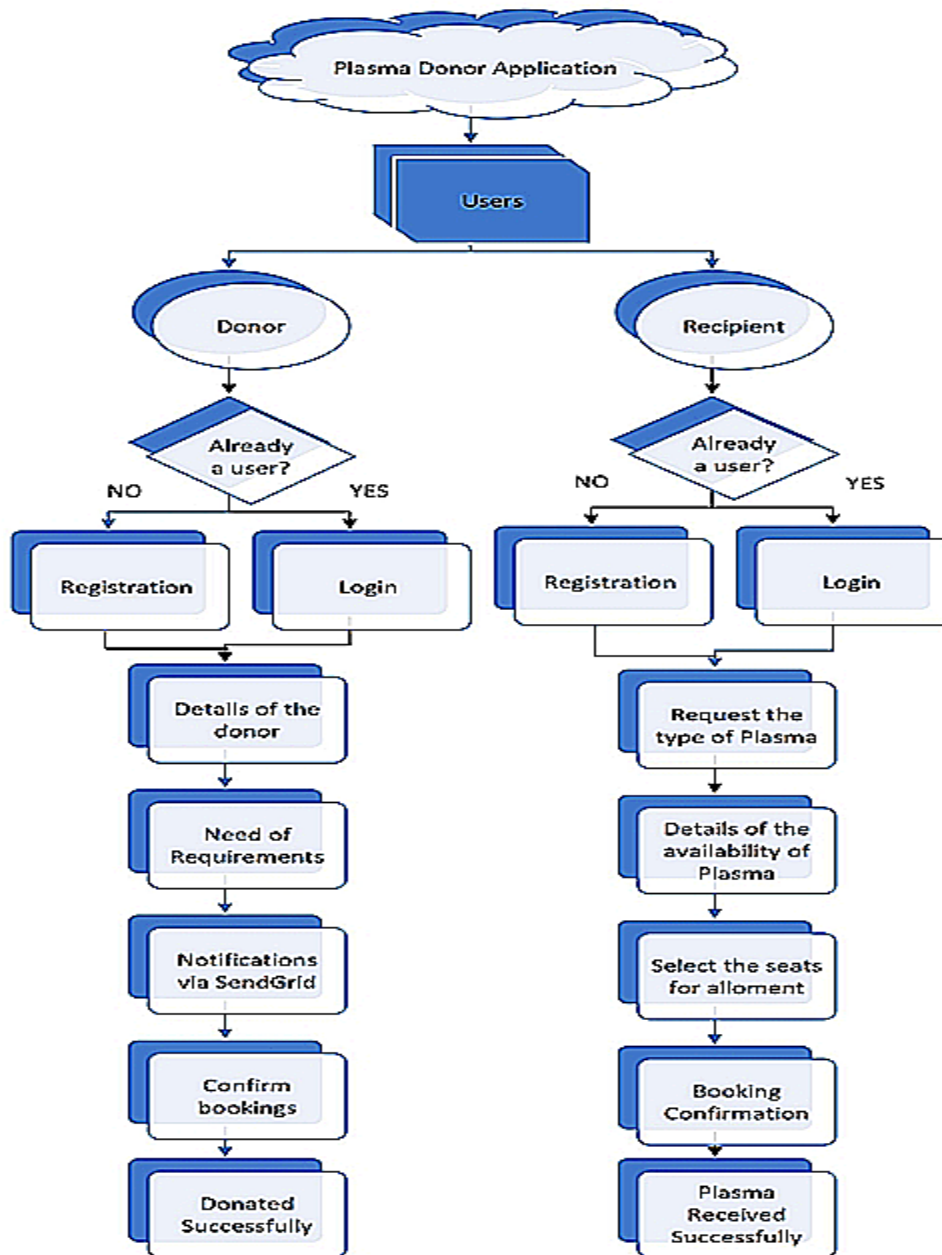 Plasma Donor Application
Users
Donor
Recipient
Already
a user?
NO
YES
Already
a user?
NO
YES
Registration
Login
Registration
Login
Details of the
donor
Request the
type of Plasma
Need of
Requirements
Details of the
availability of
Plasma
Notifications
via SendGrid
Select the seats
for alloment
Confirm
bookings
Booking
Confirmation
Donated
Successfully
Plasma
Received
Successfully